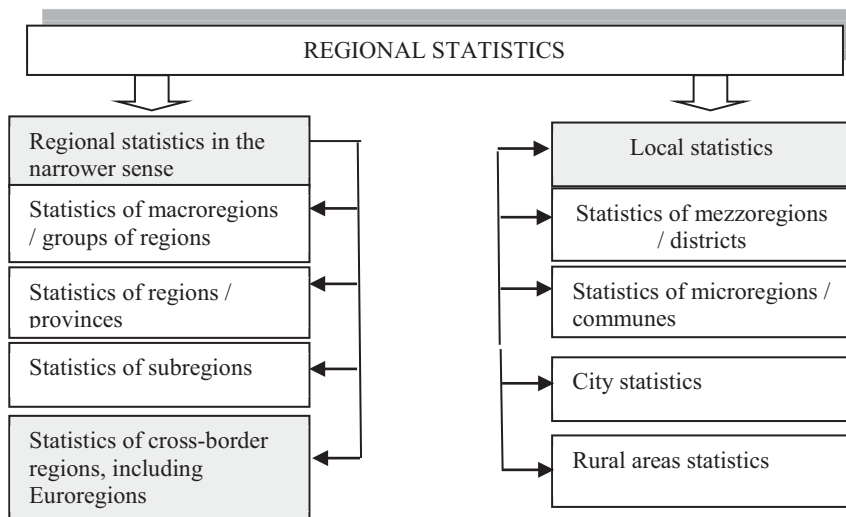 REGIONAL STATISTICS
Regional statistics in the
narrower sense
Statistics of macroregions
/ groups of regions
Statistics of regions /
provinces
Statistics of subregions
Statistics of cross-border
regions, including
Euroregions
Local statistics
Statistics of mezzoregions
/ districts
Statistics of microregions /
communes
City statistics
Rural areas statistics